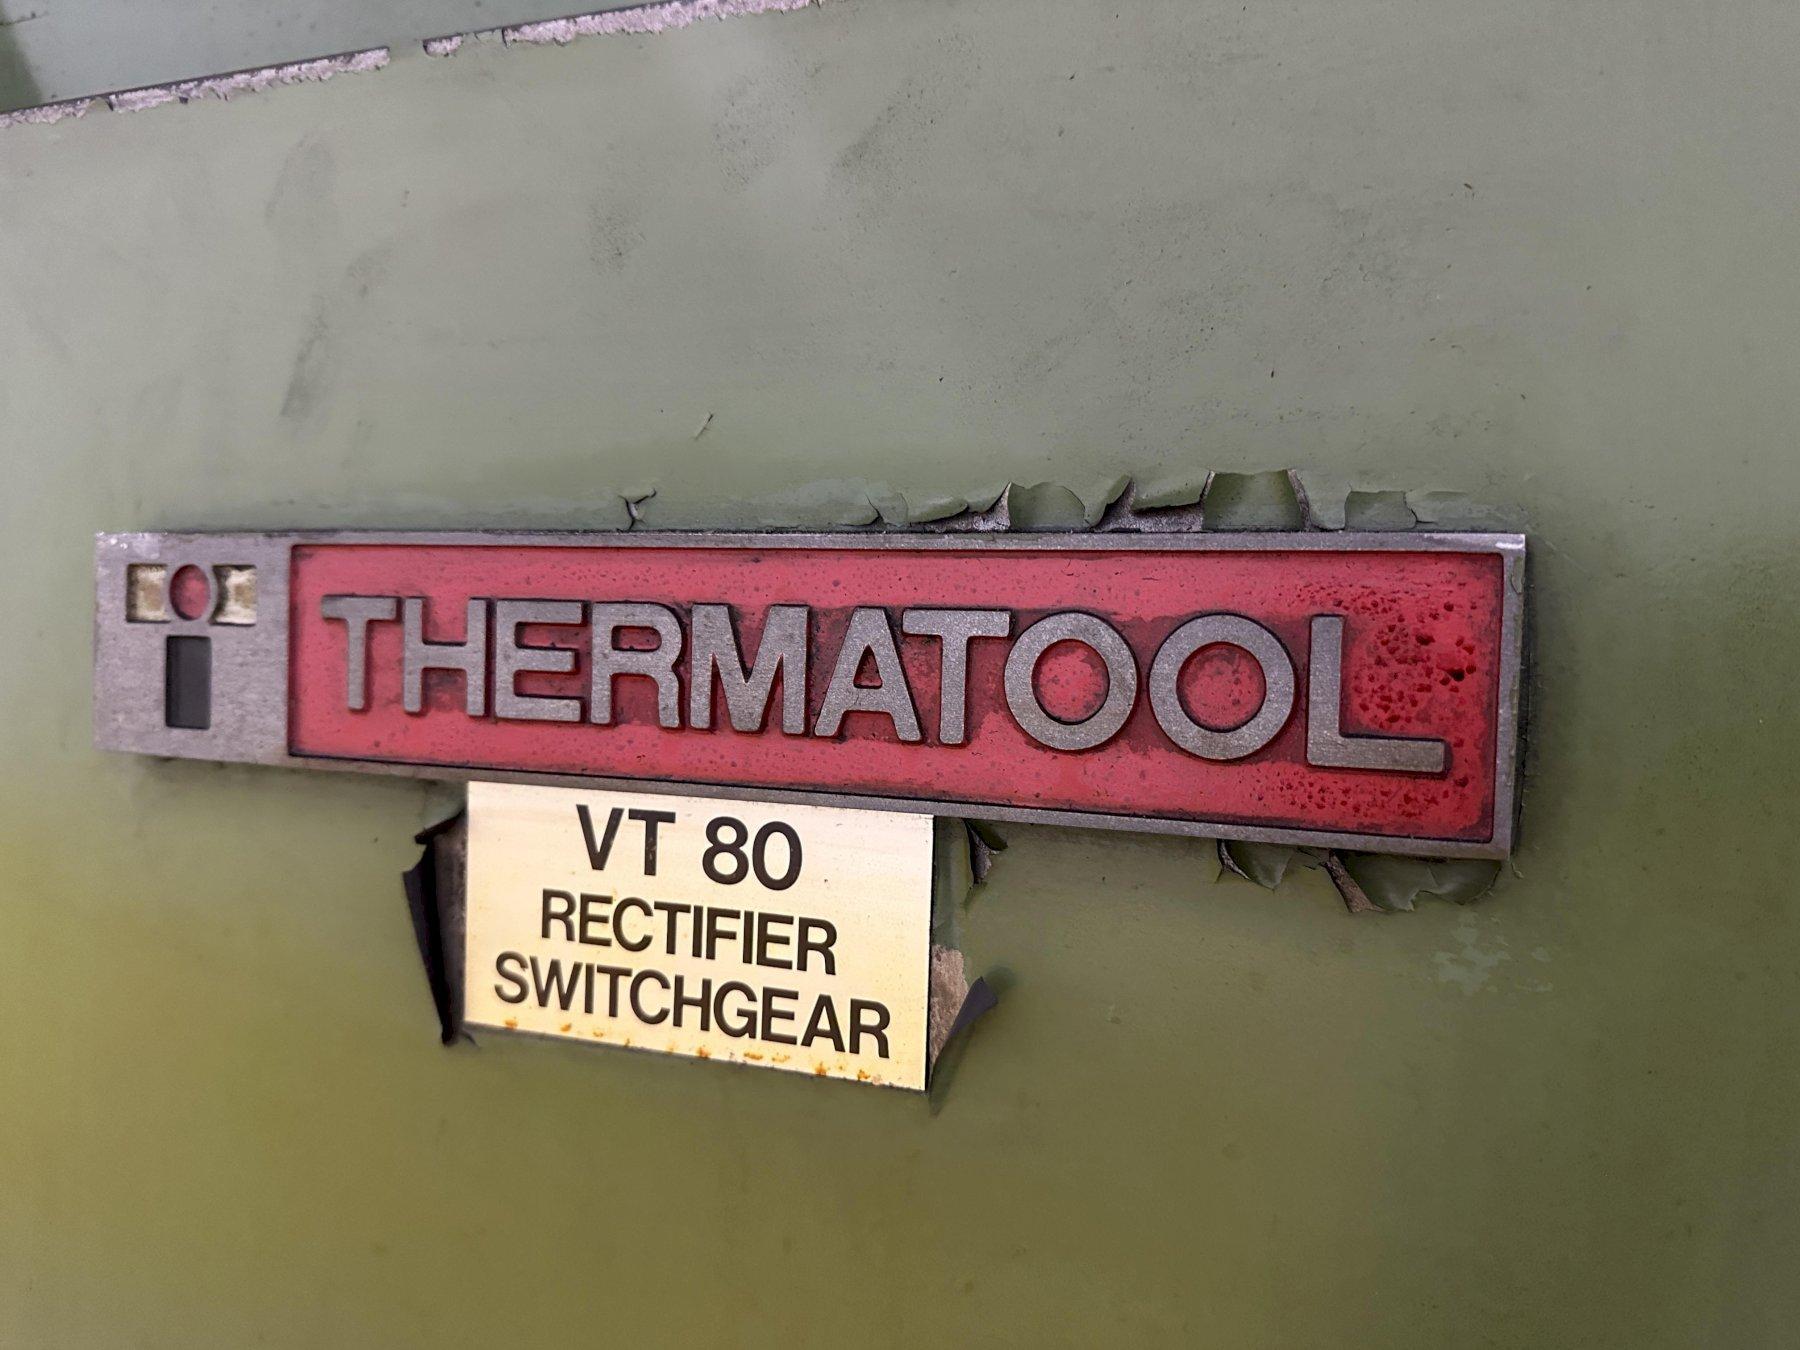 THERMATOOL
VT 80
RECTIFIER
SWITCHGEAR